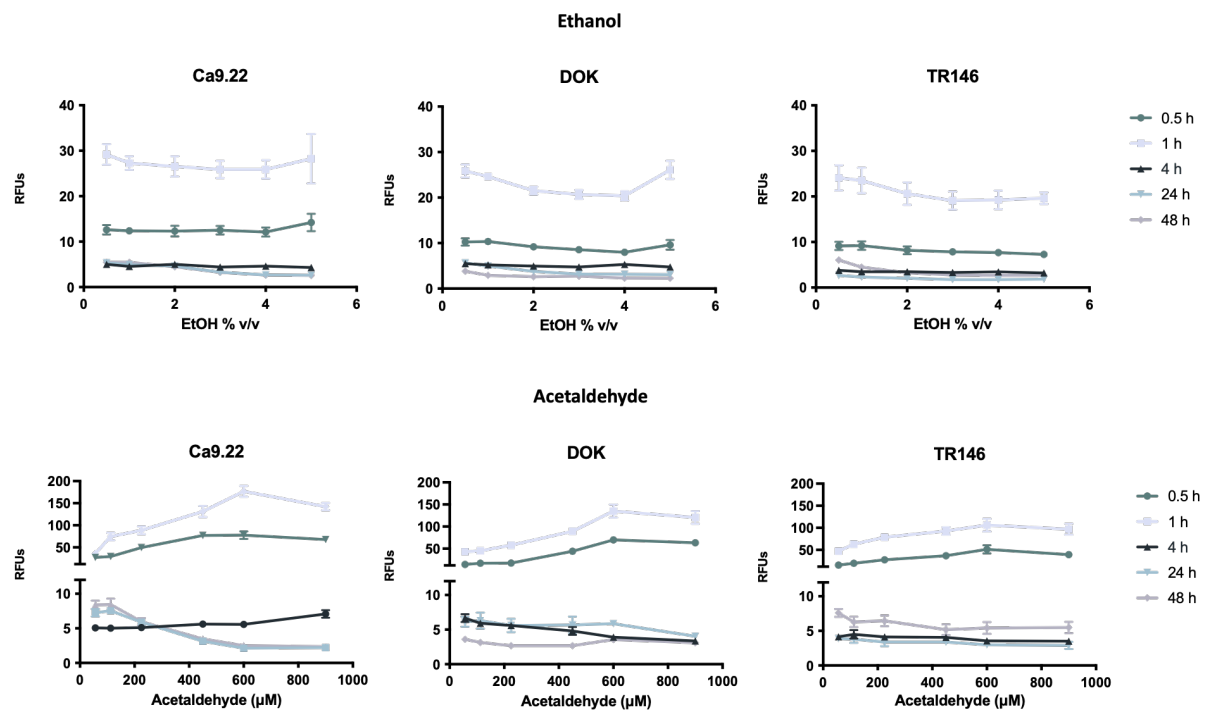 Ethanol
Ca9.22
DOK
TR146
40
30
20
10
0
0 2 4 6
RFUs
EtOH % v/v
40
30
20
10
0
0 2 4 6
RFUs
EtOH % v/v
40
30
20
10
0
0 2 4 6
RFUs
EtOH % v/v
0.5 h
1 h
4 h
24 h
48 h
Acetaldehyde
Ca9.22
DOK
TR146
200
150
100
50
10
5
0
0 200 400 600 800 1000
RFUs
Acetaldehyde (µM)
200
150
100
50
10
5
0
0 200 400 600 800 1000
RFUs
Acetaldehyde (µM)
200
150
100
50
10
5
0
0 200 400 600 800 1000
RFUs
Acetaldehyde (µM)
0.5 h
1 h
4 h
24 h
48 h